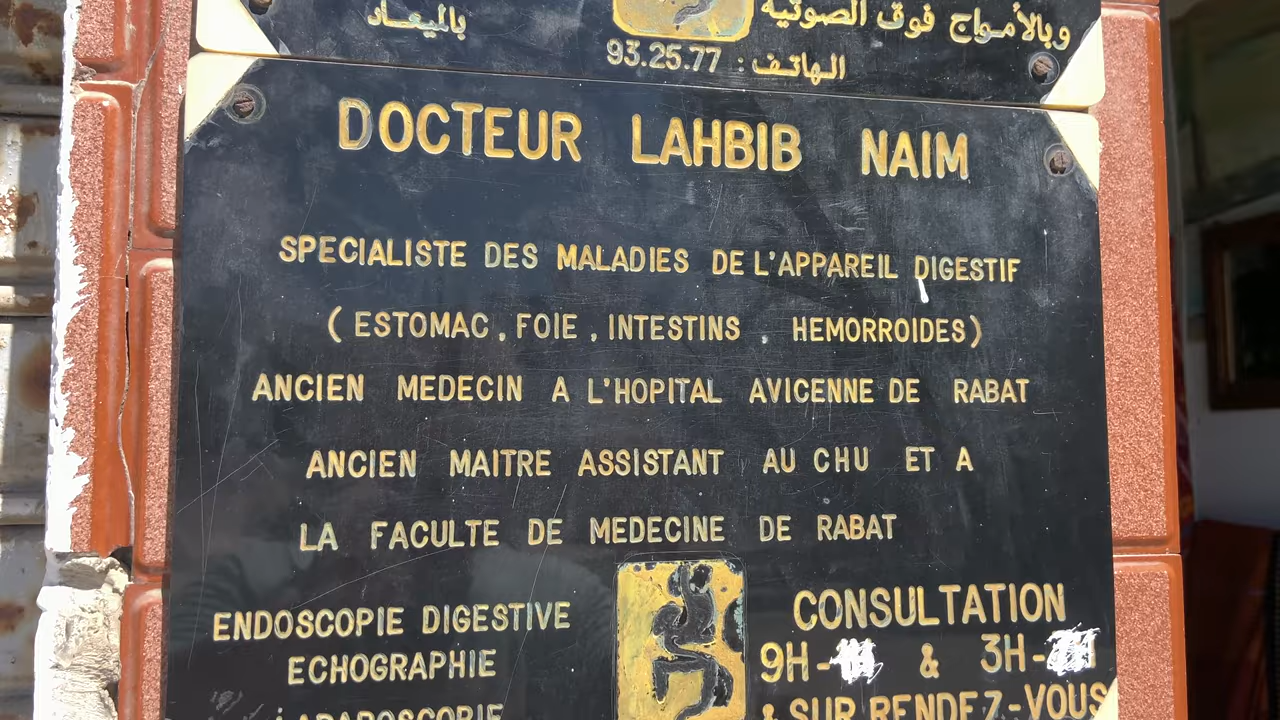 وبالأمواج فوق الصوتية
بالميعاد
الهاتف : 93.25.77
DOCTEUR LAHBIB NAIM
SPECIALISTE DES MALADIES DE L'APPAREIL DIGESTIF
( ESTOMAC , FOIE , INTESTINS HEMORROIDES)
ANCIEN MEDECIN A L'HOPITAL AVICENNE DE RABAT
ANCIEN MAITRE ASSISTANT AU CHU ET A
LA FACULTE DE MEDECINE DE RABAT
ENDOSCOPIE DIGESTIVE
ECHOGRAPHIE
LAPAROSCOPIE
CONSULTATION
9H - & 3H -
& SUR RENDEZ-VOUS